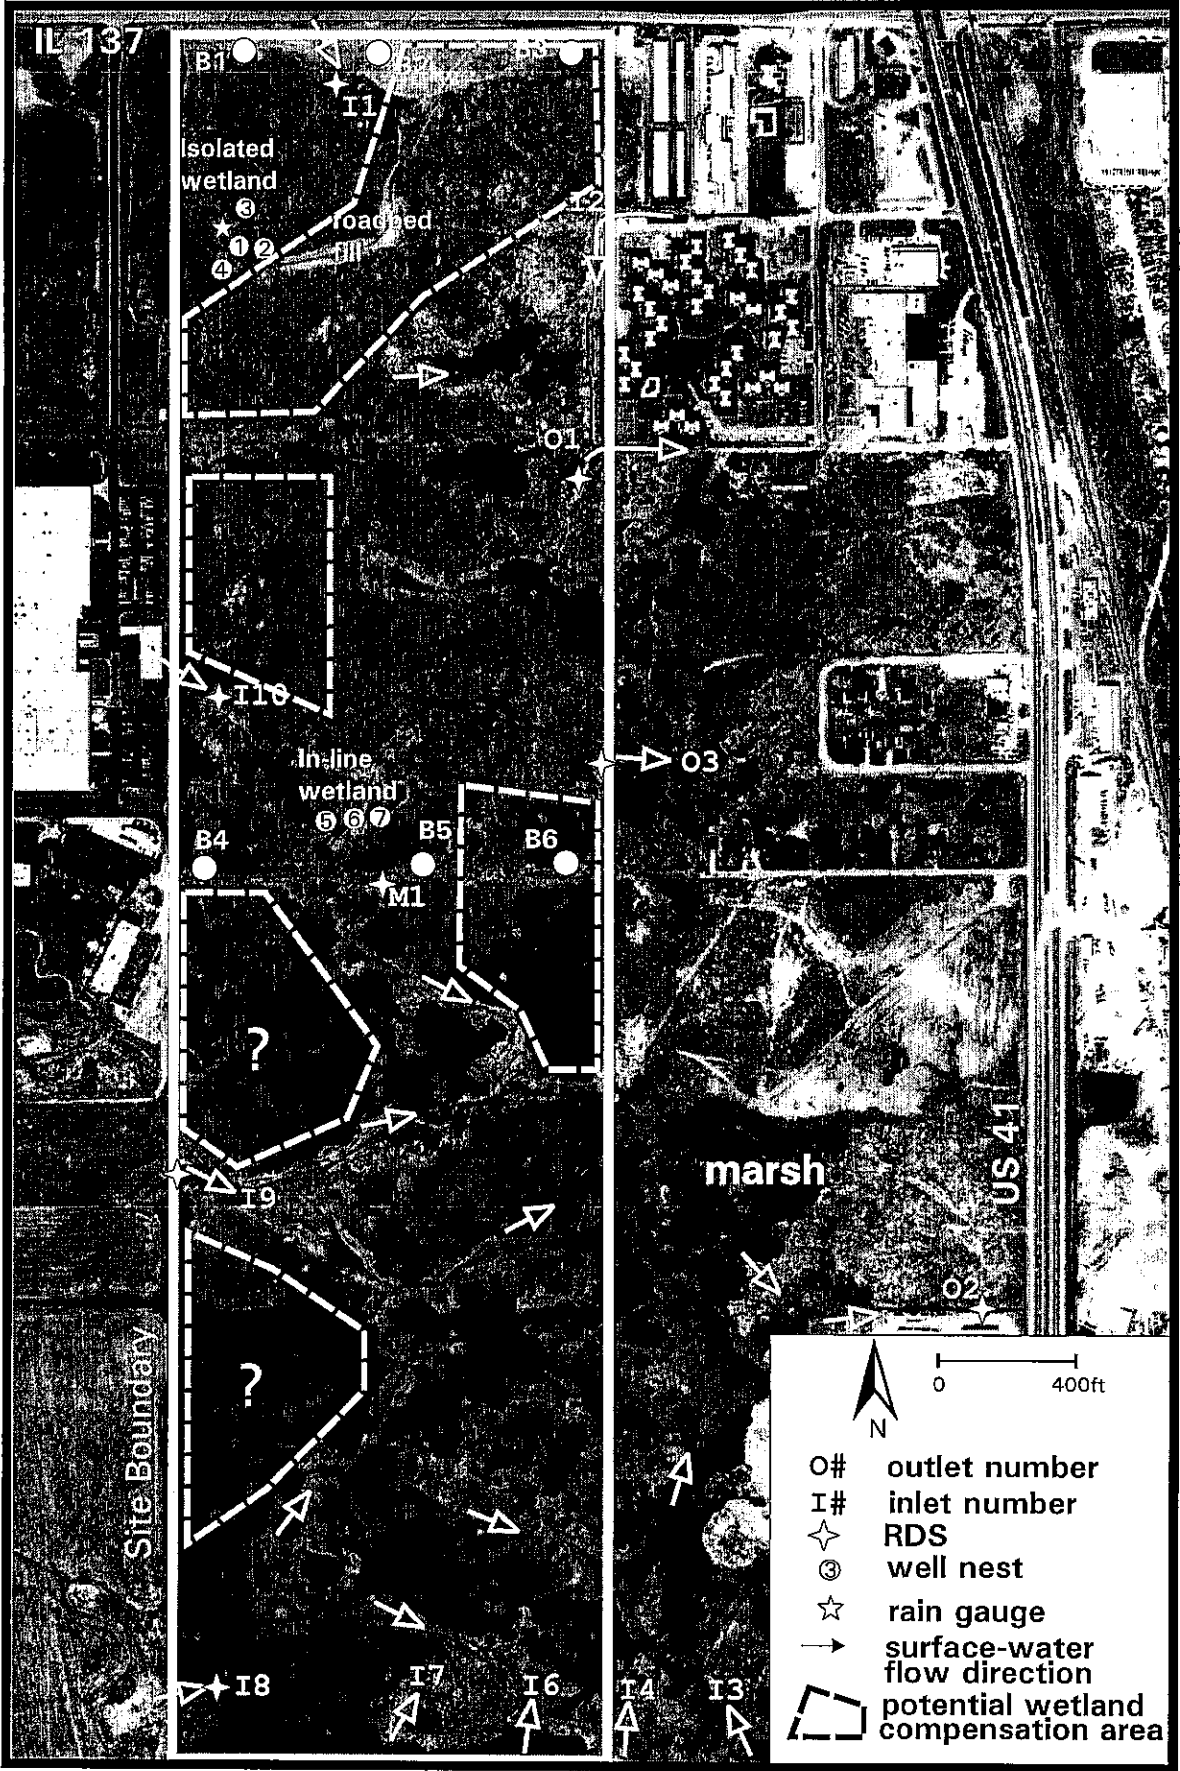 IL 137
B1
B2
B3
I1
Isolated
wetland
③
① ②
④
roadbed
fill
I2
O1
I10
In-line
wetland
⑤ ⑥ ⑦
O3
B4
B5
B6
M1
?
I9
marsh
US 41
O2
?
Site Boundary
I8
I7
I6
I4
I3
0 400ft
N
O# outlet number
I# inlet number
RDS
③ well nest
rain gauge
surface-water
flow direction
potential wetland
compensation area